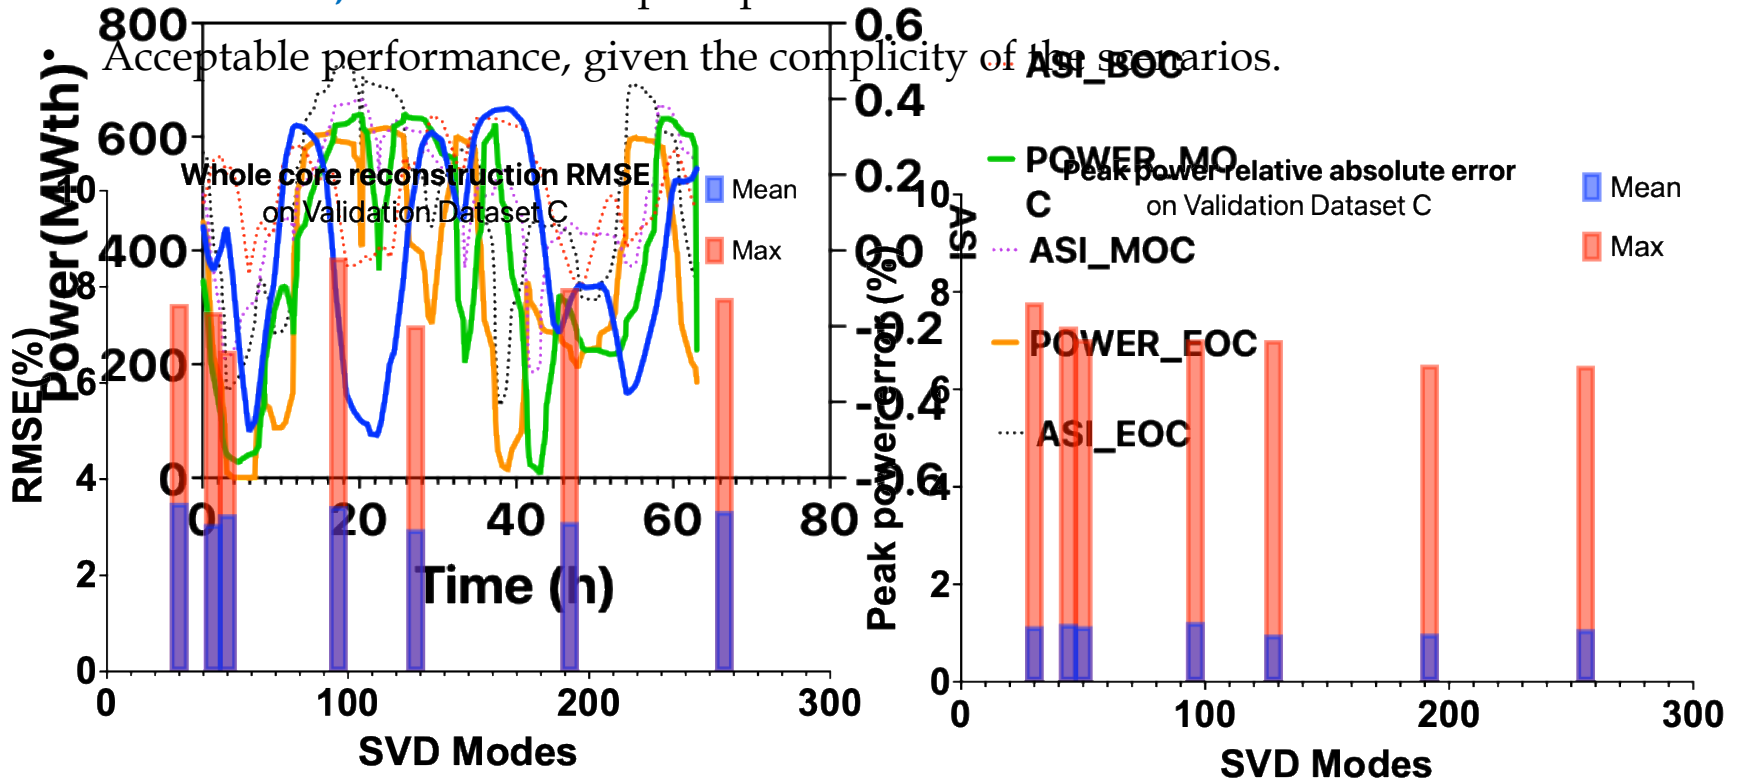 Acceptable performance, given the complicity of the scenarios.
800
600
400
200
0
Power(MWth)
0.6
0.4
0.2
0.0
-0.2
-0.4
-0.6
ASI
0 20 40 60 80
Time (h)
ASI_BOC
POWER_MO
C
ASI_MOC
POWER_EOC
ASI_EOC
Whole core reconstruction RMSE
on Validation Dataset C
Mean
Max
10
8
6
4
2
0
RMSE(%)
0 100 200 300
SVD Modes
Peak power relative absolute error
on Validation Dataset C
Mean
Max
10
8
6
4
2
0
Peak power error (%)
0 100 200 300
SVD Modes